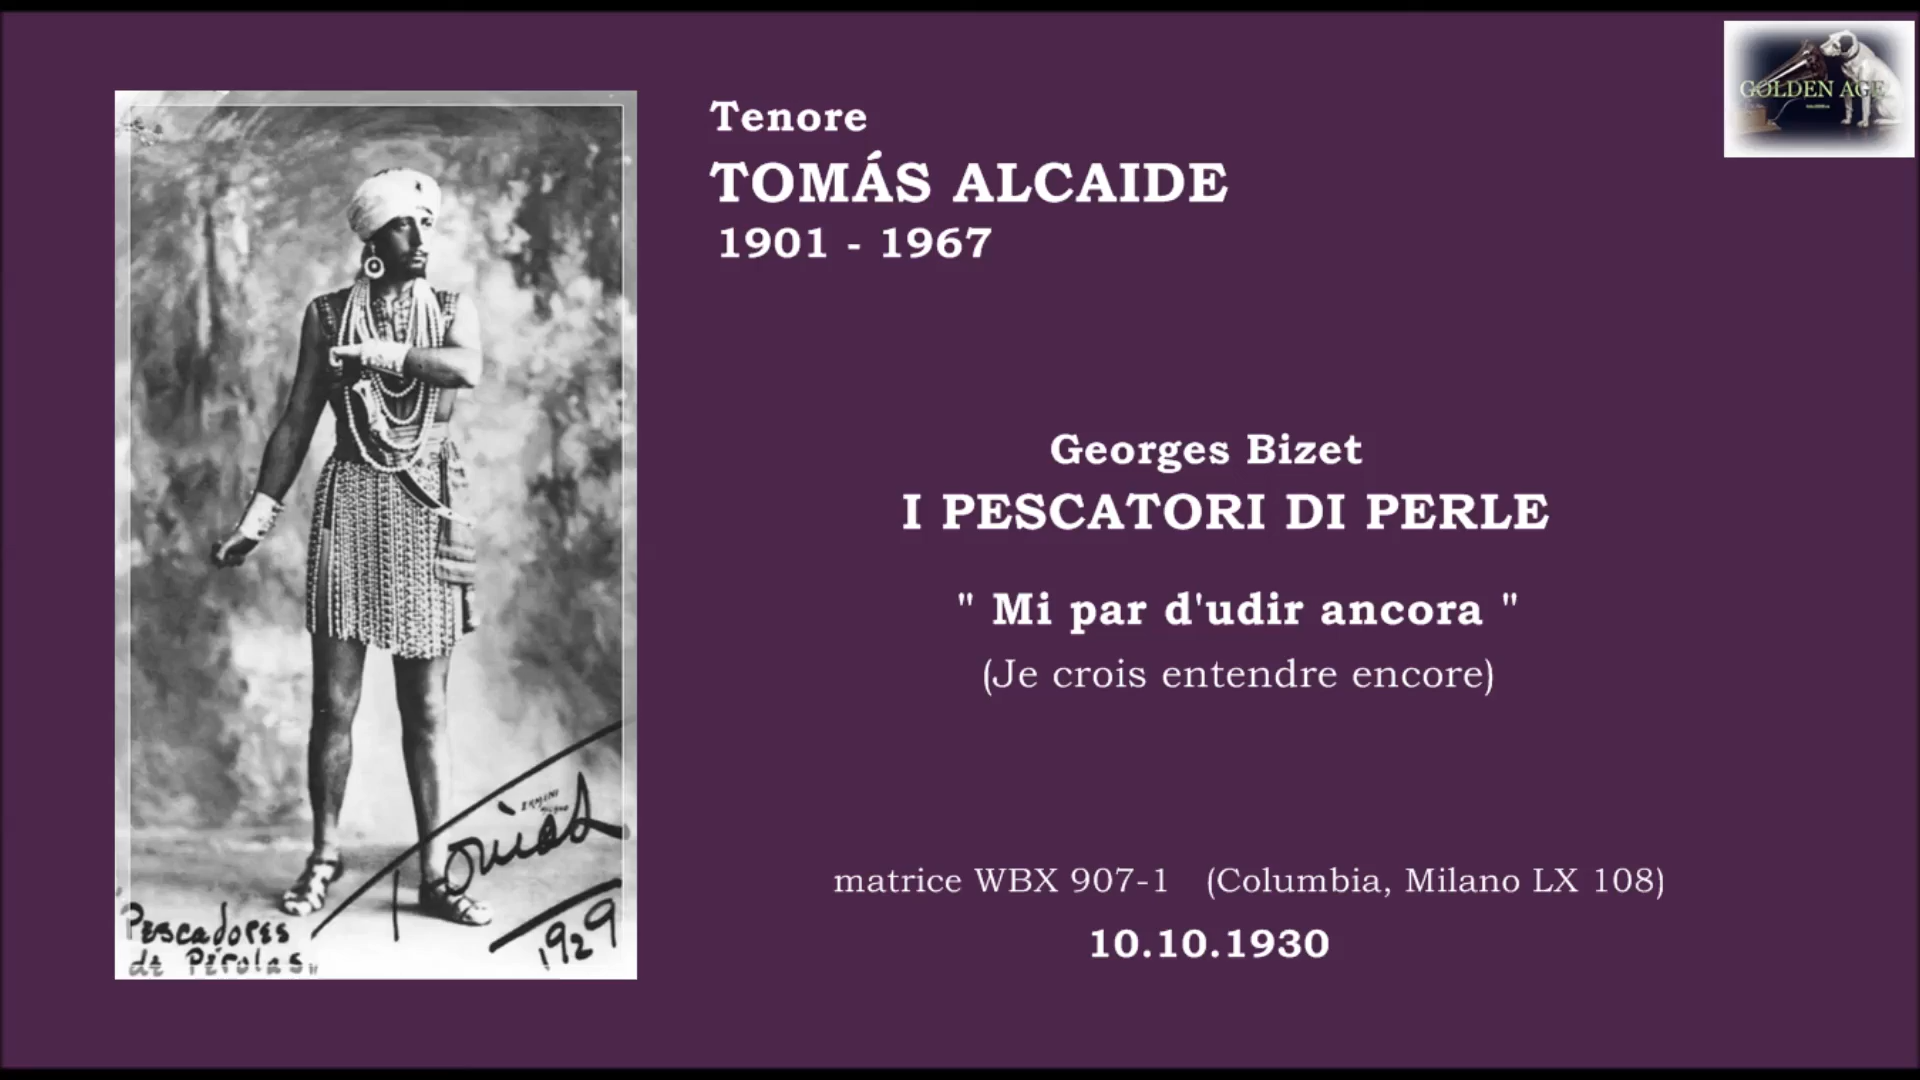 GOLDEN AGE
Tenore
TOMÁS ALCAIDE
1901 - 1967
Georges Bizet
I PESCATORI DI PERLE
" Mi par d'udir ancora "
(Je crois entendre encore)
matrice WBX 907-1 (Columbia, Milano LX 108)
10.10.1930
ERMINI
Tomás
1929
Pescadores
de Pérolas"